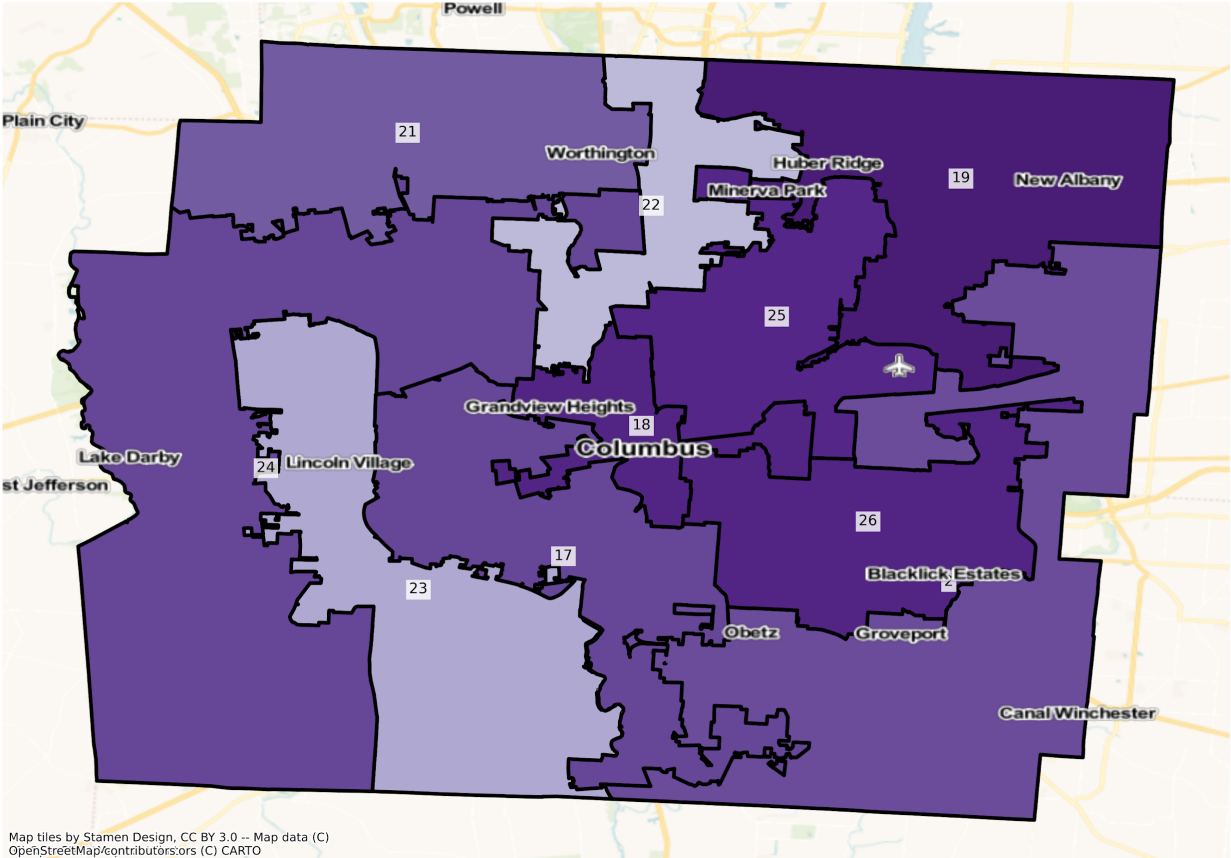 Powell
Plain City
21
Worthington
Huber Ridge
19
New Albany
Minerva Park
22
25
Grandview Heights
18
Columbus
Lake Darby
24
Lincoln Village
st Jefferson
26
17
Blacklick Estates
2
23
Obetz
Groveport
Canal Winchester
Map tiles by Stamen Design, CC BY 3.0 -- Map data (C)
OpenStreetMap contributors (C) CARTO